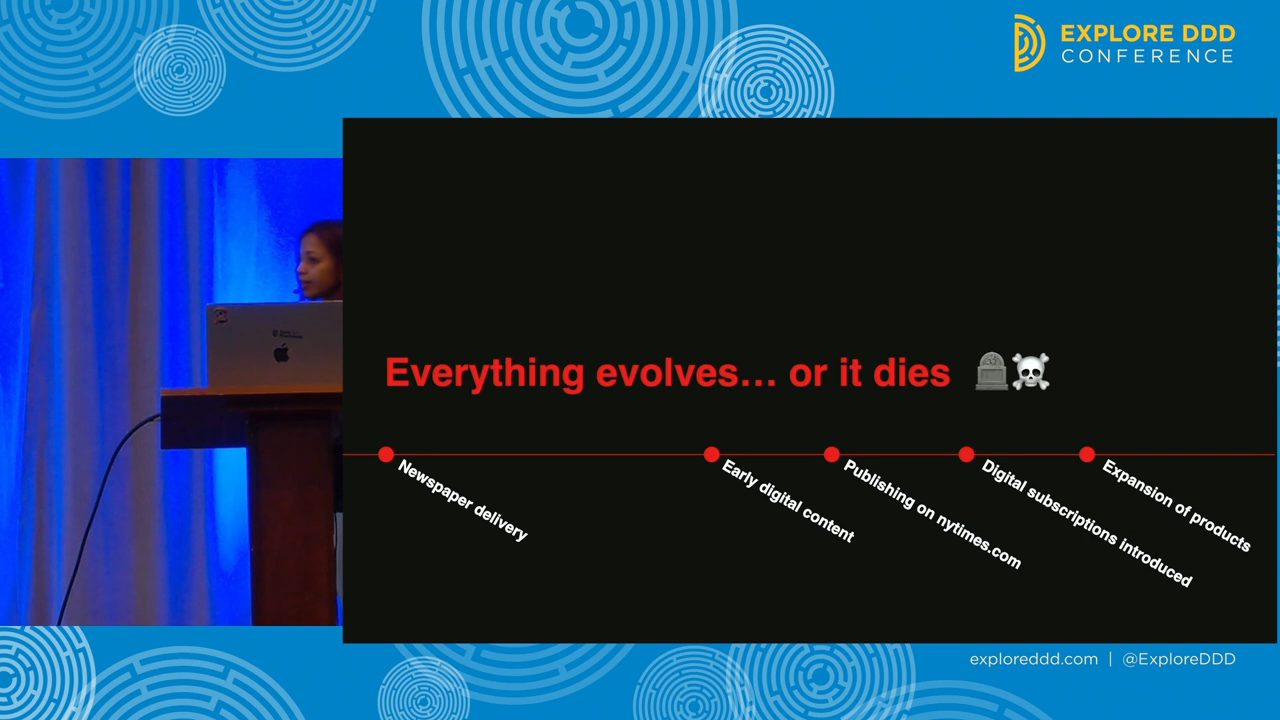 EXPLORE DDD
CONFERENCE
Everything evolves... or it dies
Newspaper delivery
Early digital content
Publishing on nytimes.com
Digital subscriptions introduced
Expansion of products
exploreddd.com | @ExploreDDD